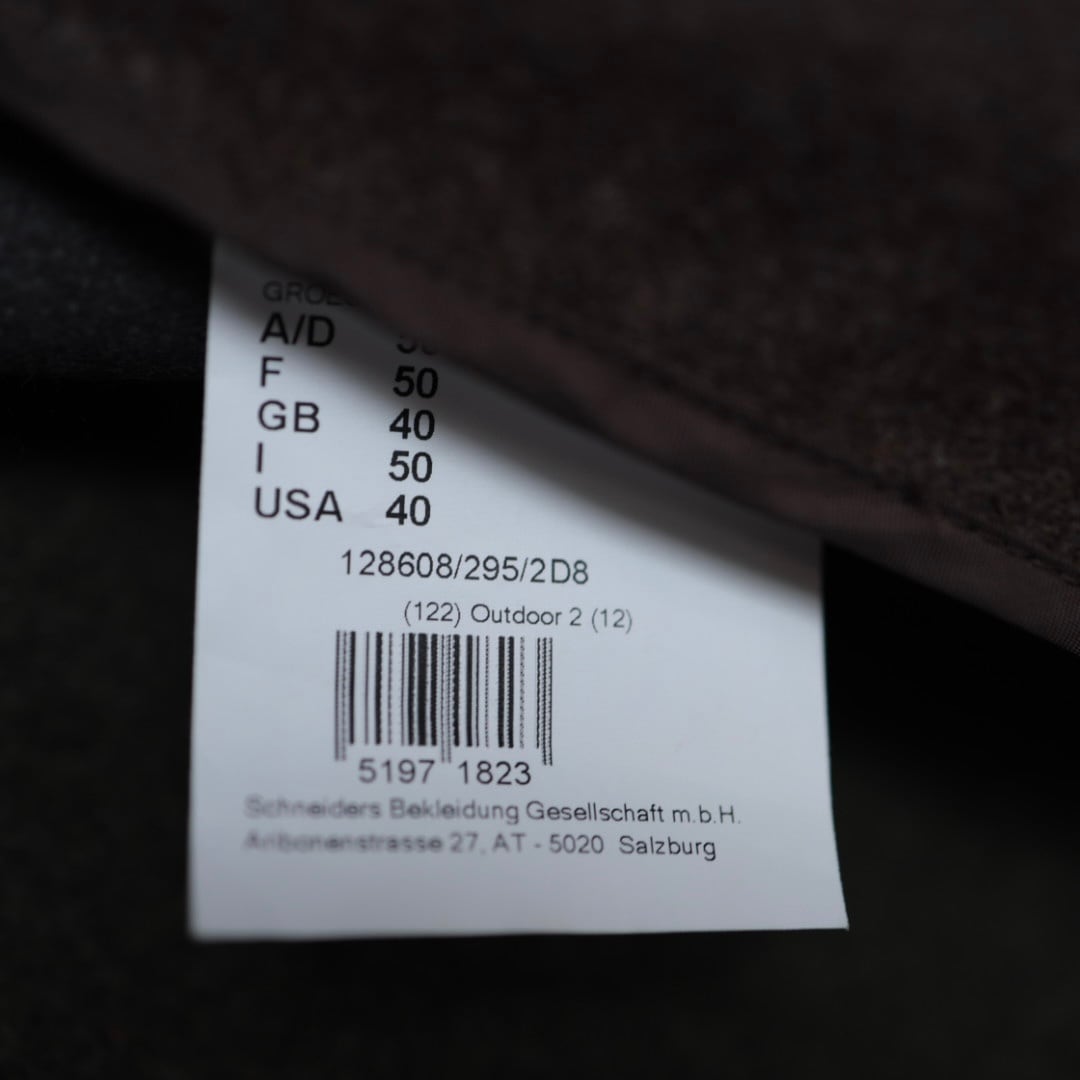 A/D
F 50
GB 40
I 50
USA 40
128608/295/2D8
(122) Outdoor 2 (12)
5197 1823
Schneiders Bekleidung Gesellschaft m.b.H.
27, AT - 5020 Salzburg